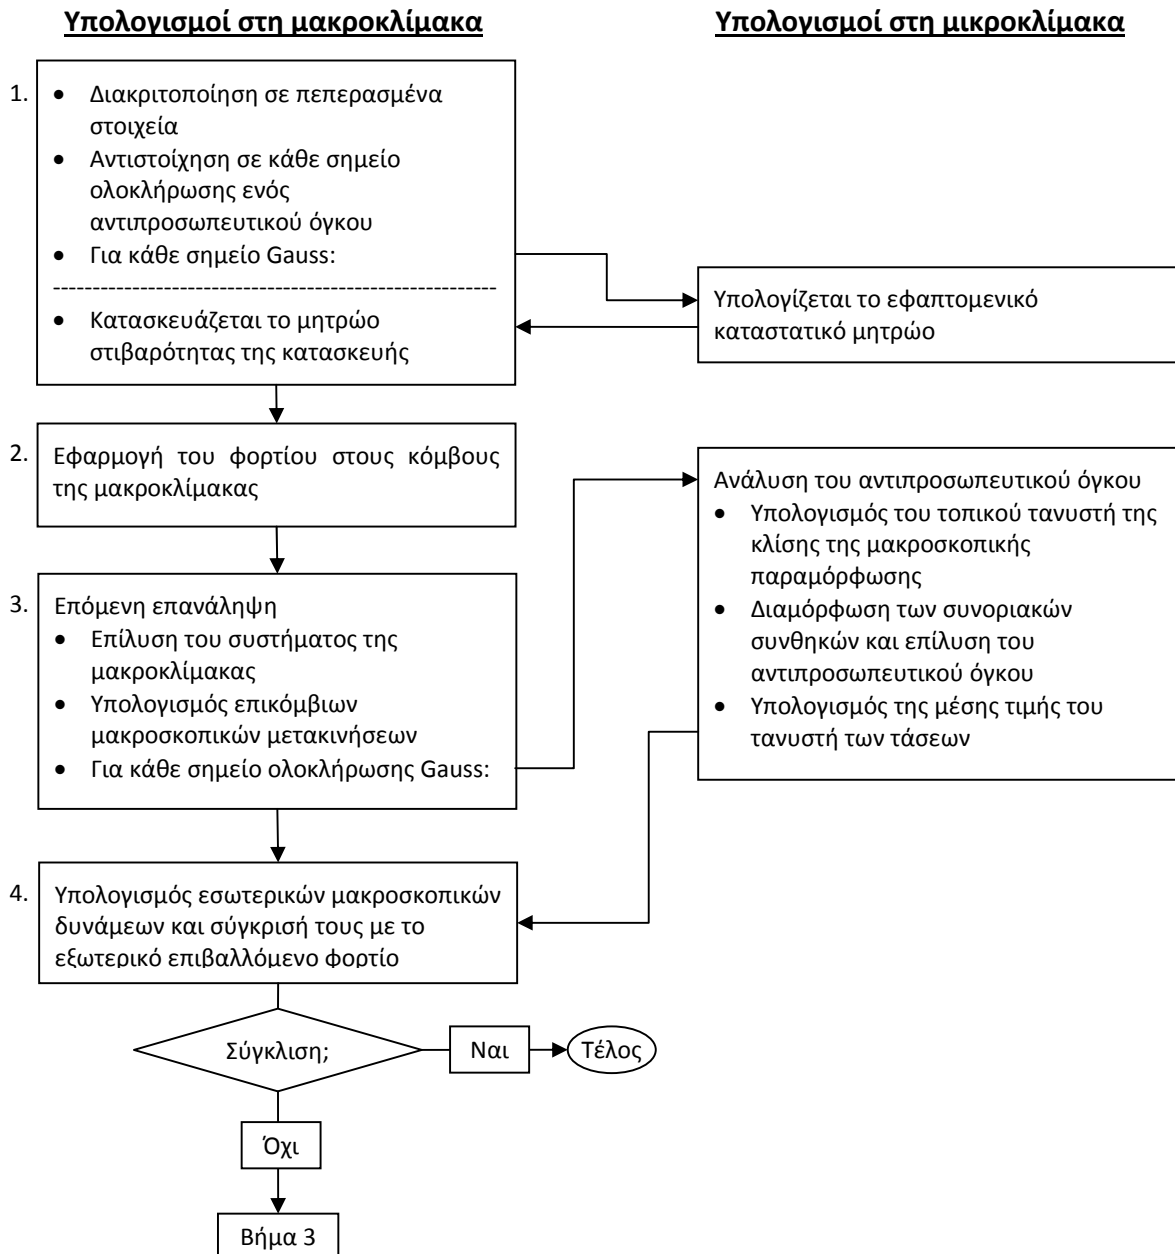 Υπολογισμοί στη μακροκλίμακα
Υπολογισμοί στη μικροκλίμακα
1.
• Διακριτοποίηση σε πεπερασμένα
στοιχεία
• Αντιστοίχηση σε κάθε σημείο
ολοκλήρωσης ενός
αντιπροσωπευτικού όγκου
• Για κάθε σημείο Gauss:
--------------------------------------------------------
• Κατασκευάζεται το μητρώο
στιβαρότητας της κατασκευής
Υπολογίζεται το εφαπτομενικό
καταστατικό μητρώο
2.
Εφαρμογή του φορτίου στους κόμβους
της μακροκλίμακας
3.
Επόμενη επανάληψη
• Επίλυση του συστήματος της
μακροκλίμακας
• Υπολογισμός επικόμβιων
μακροσκοπικών μετακινήσεων
• Για κάθε σημείο ολοκλήρωσης Gauss:
Ανάλυση του αντιπροσωπευτικού όγκου
• Υπολογισμός του τοπικού τανυστή της
κλίσης της μακροσκοπικής
παραμόρφωσης
• Διαμόρφωση των συνοριακών
συνθηκών και επίλυση του
αντιπροσωπευτικού όγκου
• Υπολογισμός της μέσης τιμής του
τανυστή των τάσεων
4.
Υπολογισμός εσωτερικών μακροσκοπικών
δυνάμεων και σύγκρισή τους με το
εξωτερικό επιβαλλόμενο φορτίο
Σύγκλιση;
Ναι
Τέλος
Όχι
Βήμα 3